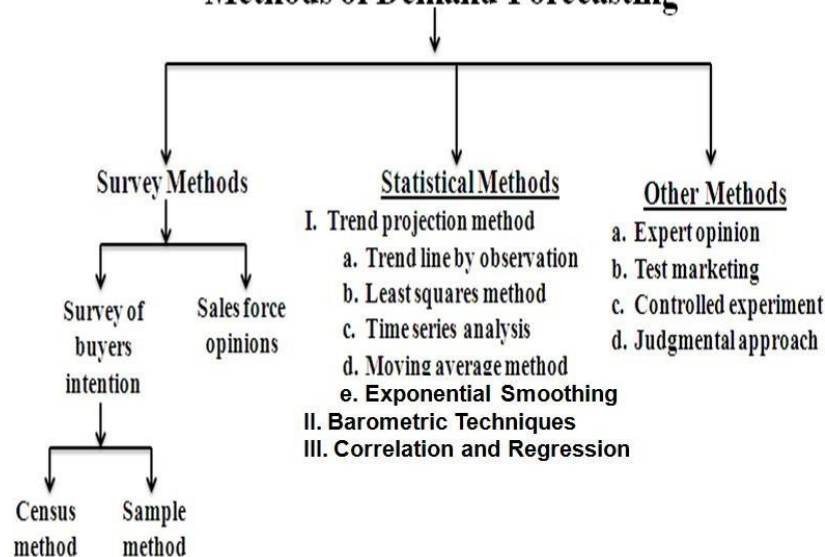 Methods of Demand Forecasting
Survey Methods
Survey of
buyers
intention
Sales force
opinions
Census
method
Sample
method
Statistical Methods
I. Trend projection method
a. Trend line by observation
b. Least squares method
c. Time series analysis
d. Moving average method
e. Exponential Smoothing
II. Barometric Techniques
III. Correlation and Regression
Other Methods
a. Expert opinion
b. Test marketing
c. Controlled experiment
d. Judgmental approach